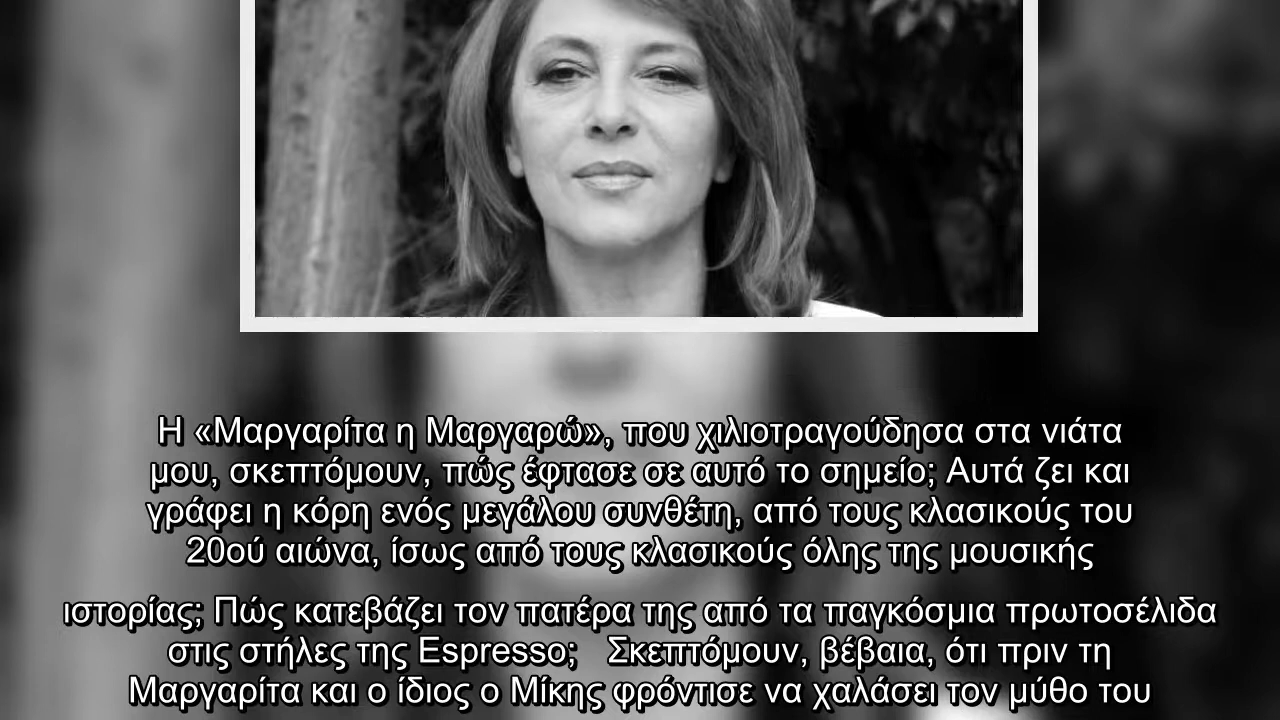 Η «Μαργαρίτα η Μαργαρώ», που χιλιοτραγούδησα στα νιάτα
μου, σκεπτόμουν, πώς έφτασε σε αυτό το σημείο; Αυτά ζει και
γράφει η κόρη ενός μεγάλου συνθέτη, από τους κλασικούς του
20ού αιώνα, ίσως από τους κλασικούς όλης της μουσικής
ιστορίας; Πώς κατεβάζει τον πατέρα της από τα παγκόσμια πρωτοσέλιδα
στις στήλες της Espresso;   Σκεπτόμουν, βέβαια, ότι πριν τη
Μαργαρίτα και ο ίδιος ο Μίκης φρόντισε να χαλάσει τον μύθο του